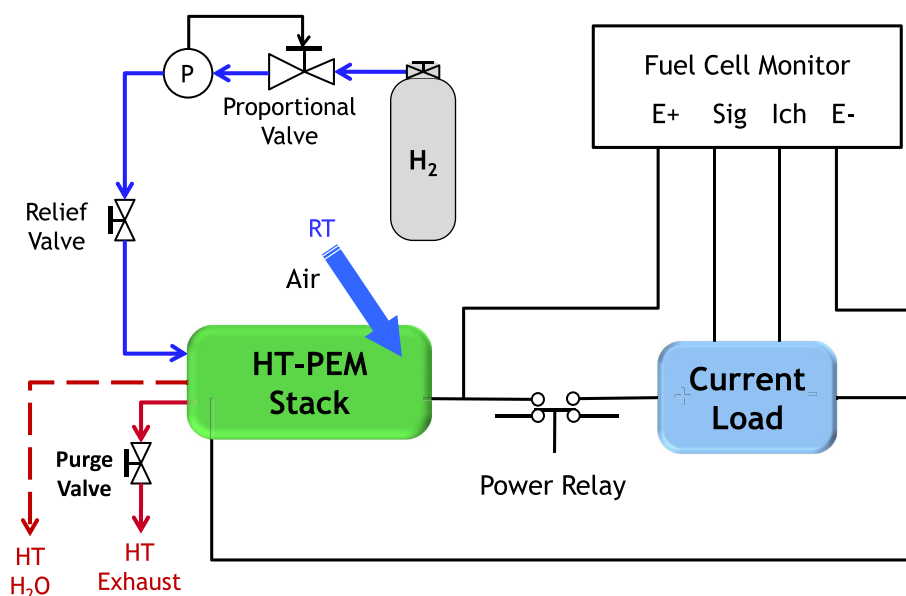 P
Proportional
Valve
H₂
Fuel Cell Monitor
E+ Sig Ich E-
Relief
Valve
RT
Air
HT-PEM
Stack
Current
Load
+ =
Purge
Valve
Power Relay
HT
H₂O
HT
Exhaust